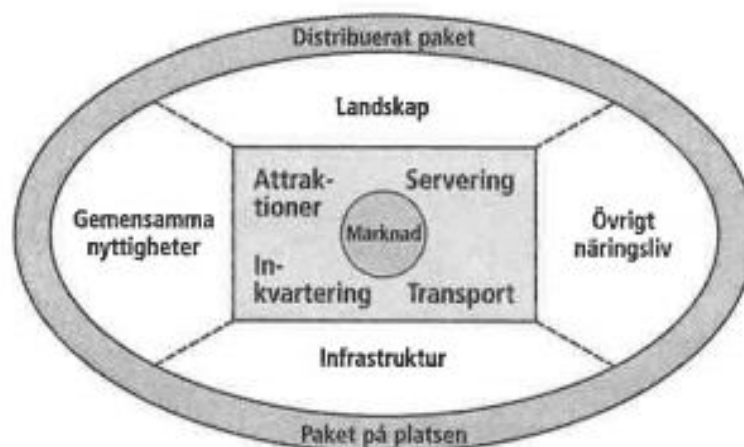 Distribuerat paket
Landskap
Attrak-
tioner
Servering
Gemensamma
nyttigheter
Marknad
Övrigt
näringsliv
In-
kvartering
Transport
Infrastruktur
Paket på platsen